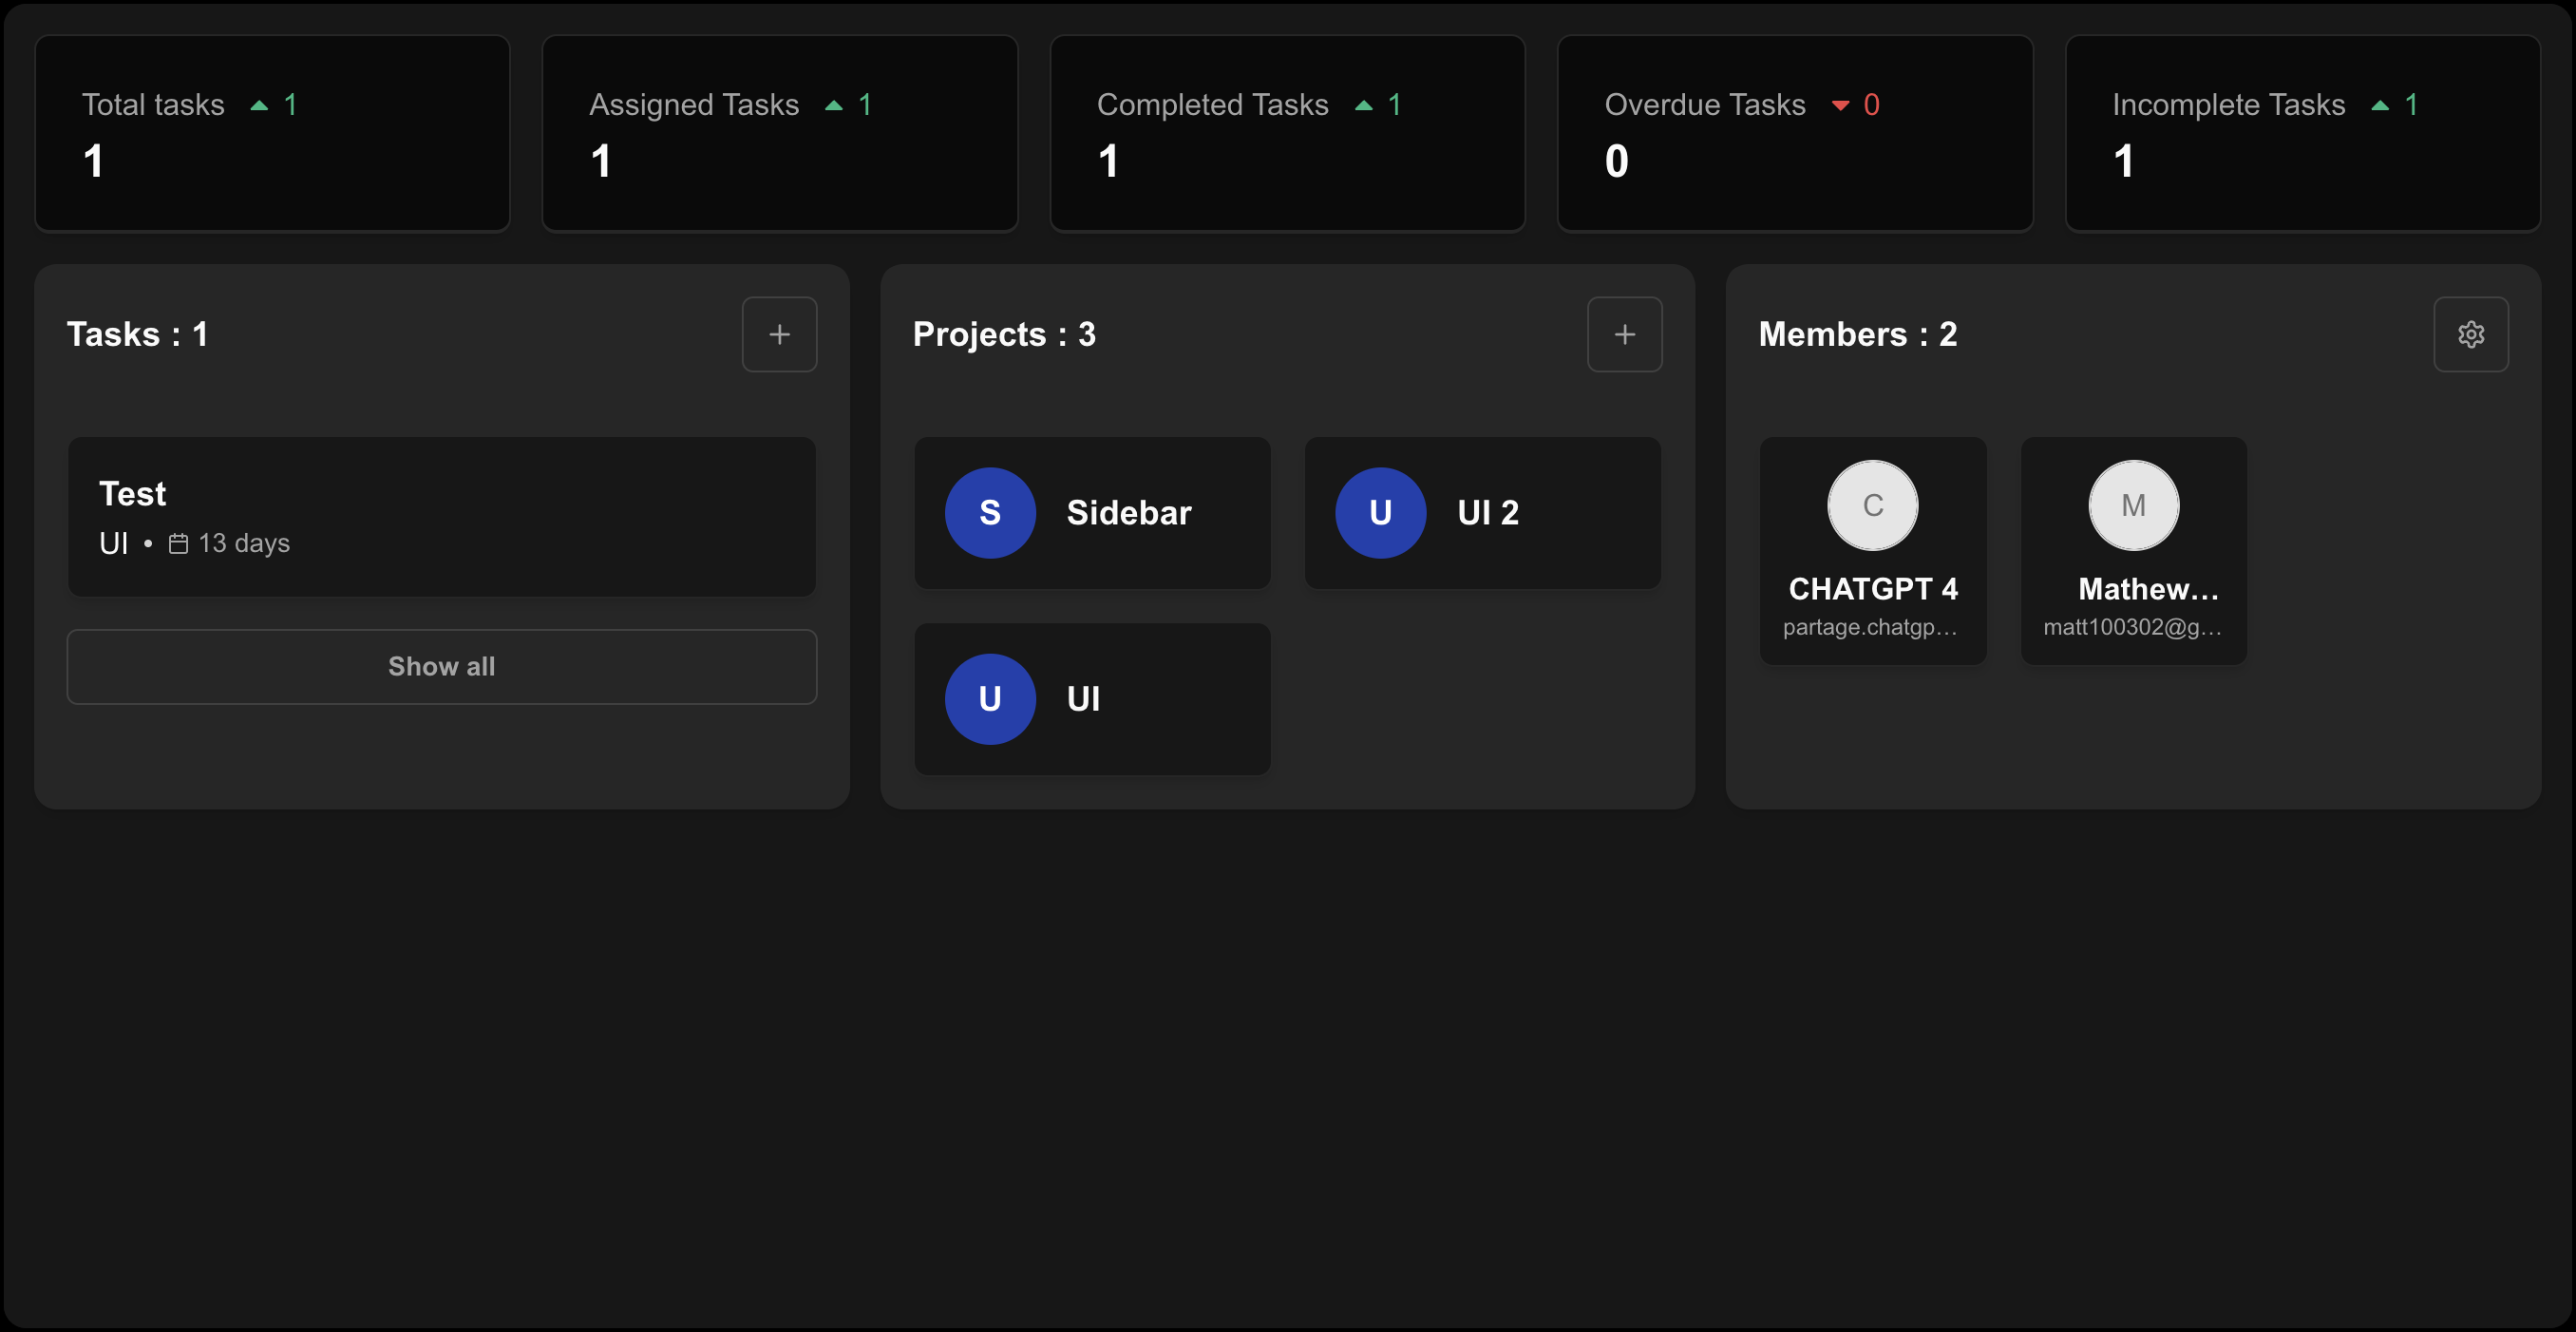 Total tasks 1
1
Assigned Tasks 1
1
Completed Tasks 1
1
Overdue Tasks 0
0
Incomplete Tasks 1
1
Tasks : 1
Test
UI • 13 days
Show all
Projects : 3
S Sidebar
U UI 2
U UI
Members : 2
C
CHATGPT 4
partage.chatgp...
M
Mathew...
matt100302@g...